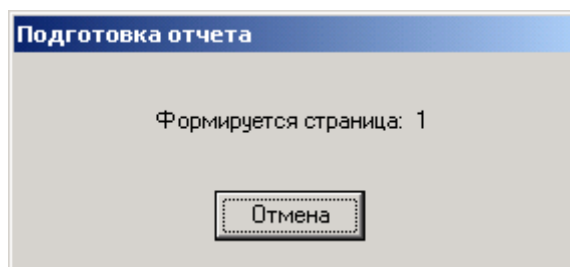 Подготовка отчета
Формируется страница: 1
Отмена